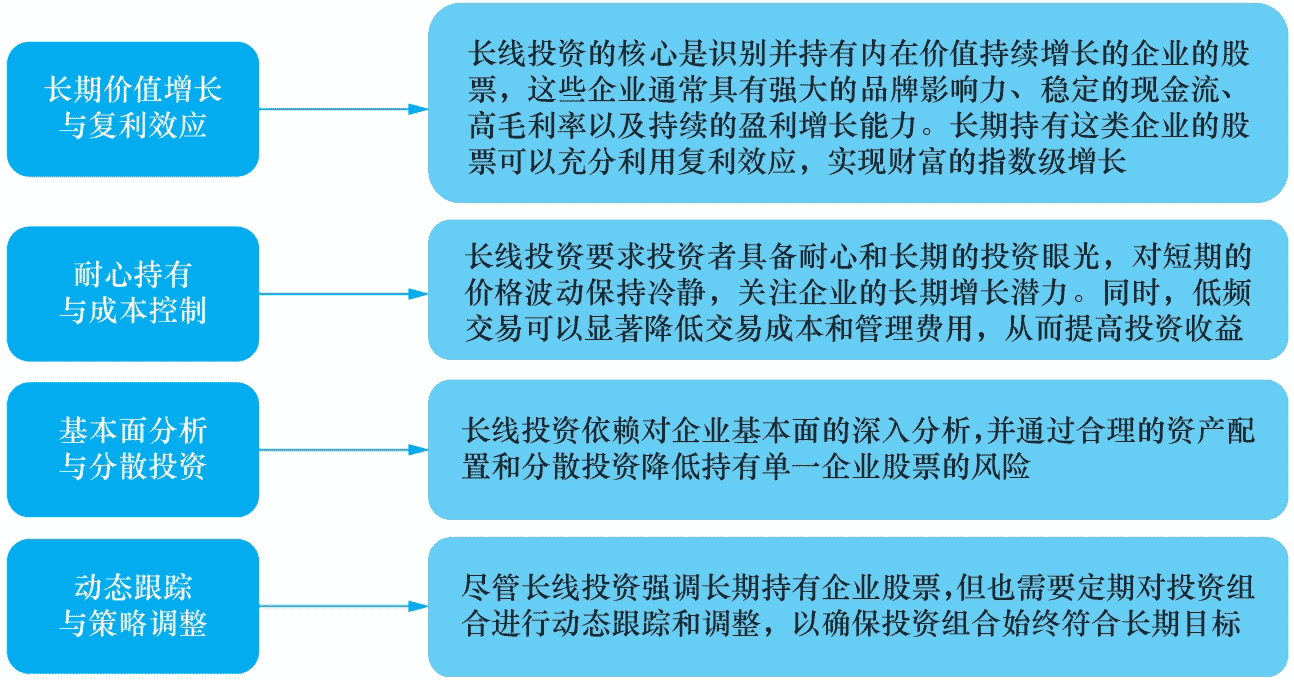 长期价值增长
与复利效应
长线投资的核心是识别并持有内在价值持续增长的企业的股
票，这些企业通常具有强大的品牌影响力、稳定的现金流、
高毛利率以及持续的盈利增长能力。长期持有这类企业的股
票可以充分利用复利效应，实现财富的指数级增长
耐心持有
与成本控制
长线投资要求投资者具备耐心和长期的投资眼光，对短期的
价格波动保持冷静，关注企业的长期增长潜力。同时，低频
交易可以显著降低交易成本和管理费用，从而提高投资收益
基本面分析
与分散投资
长线投资依赖对企业基本面的深入分析,并通过合理的资产配
置和分散投资降低持有单一企业股票的风险
动态跟踪
与策略调整
尽管长线投资强调长期持有企业股票,但也需要定期对投资组
合进行动态跟踪和调整，以确保投资组合始终符合长期目标